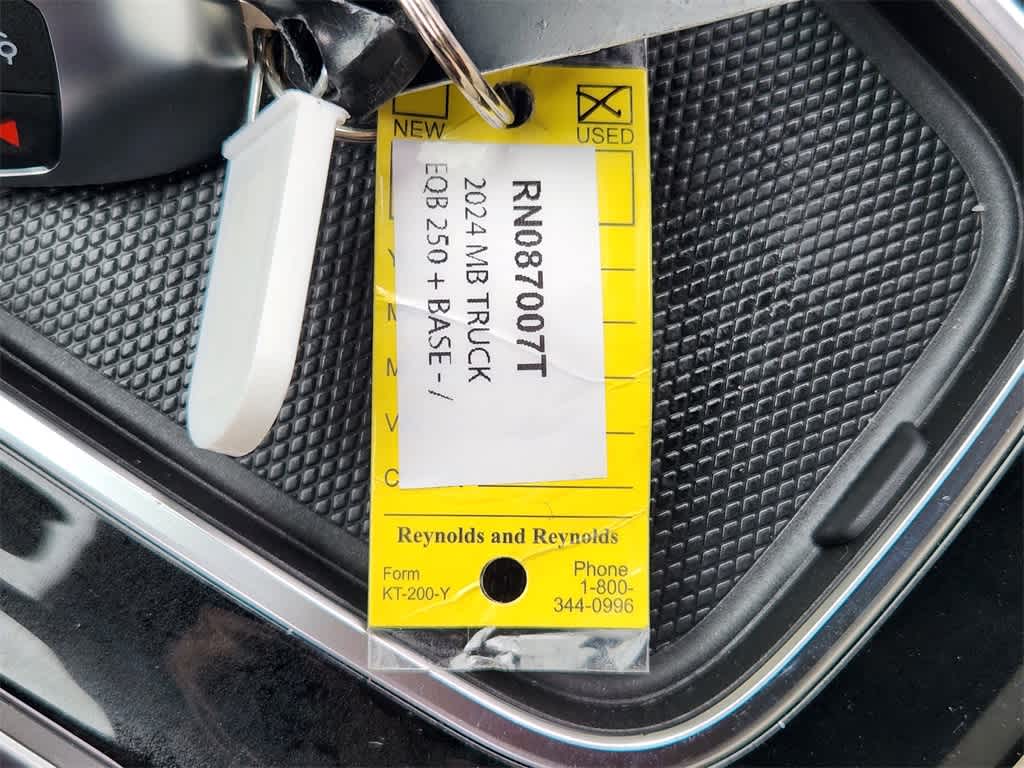 NEW
USED
RN087007T
2024 MB TRUCK
EQB 250 + BASE - /
Y
M
M
V
C
Reynolds and Reynolds
Form
KT-200-Y
Phone
1-800-
344-0996